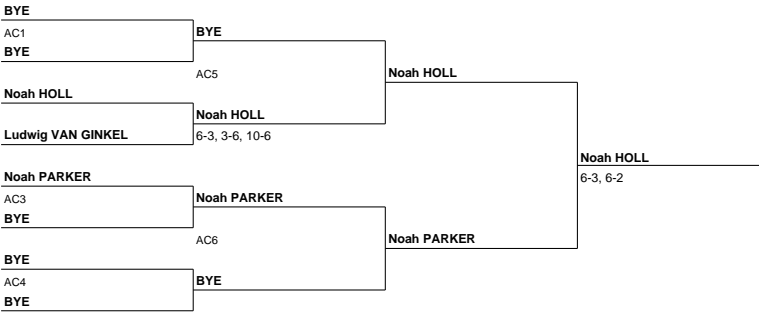 BYE
AC1
BYE
BYE
AC5
Noah HOLL
Noah HOLL
Noah HOLL
Ludwig VAN GINKEL
6-3, 3-6, 10-6
Noah HOLL
6-3, 6-2
Noah PARKER
AC3
Noah PARKER
BYE
AC6
Noah PARKER
BYE
AC4
BYE
BYE